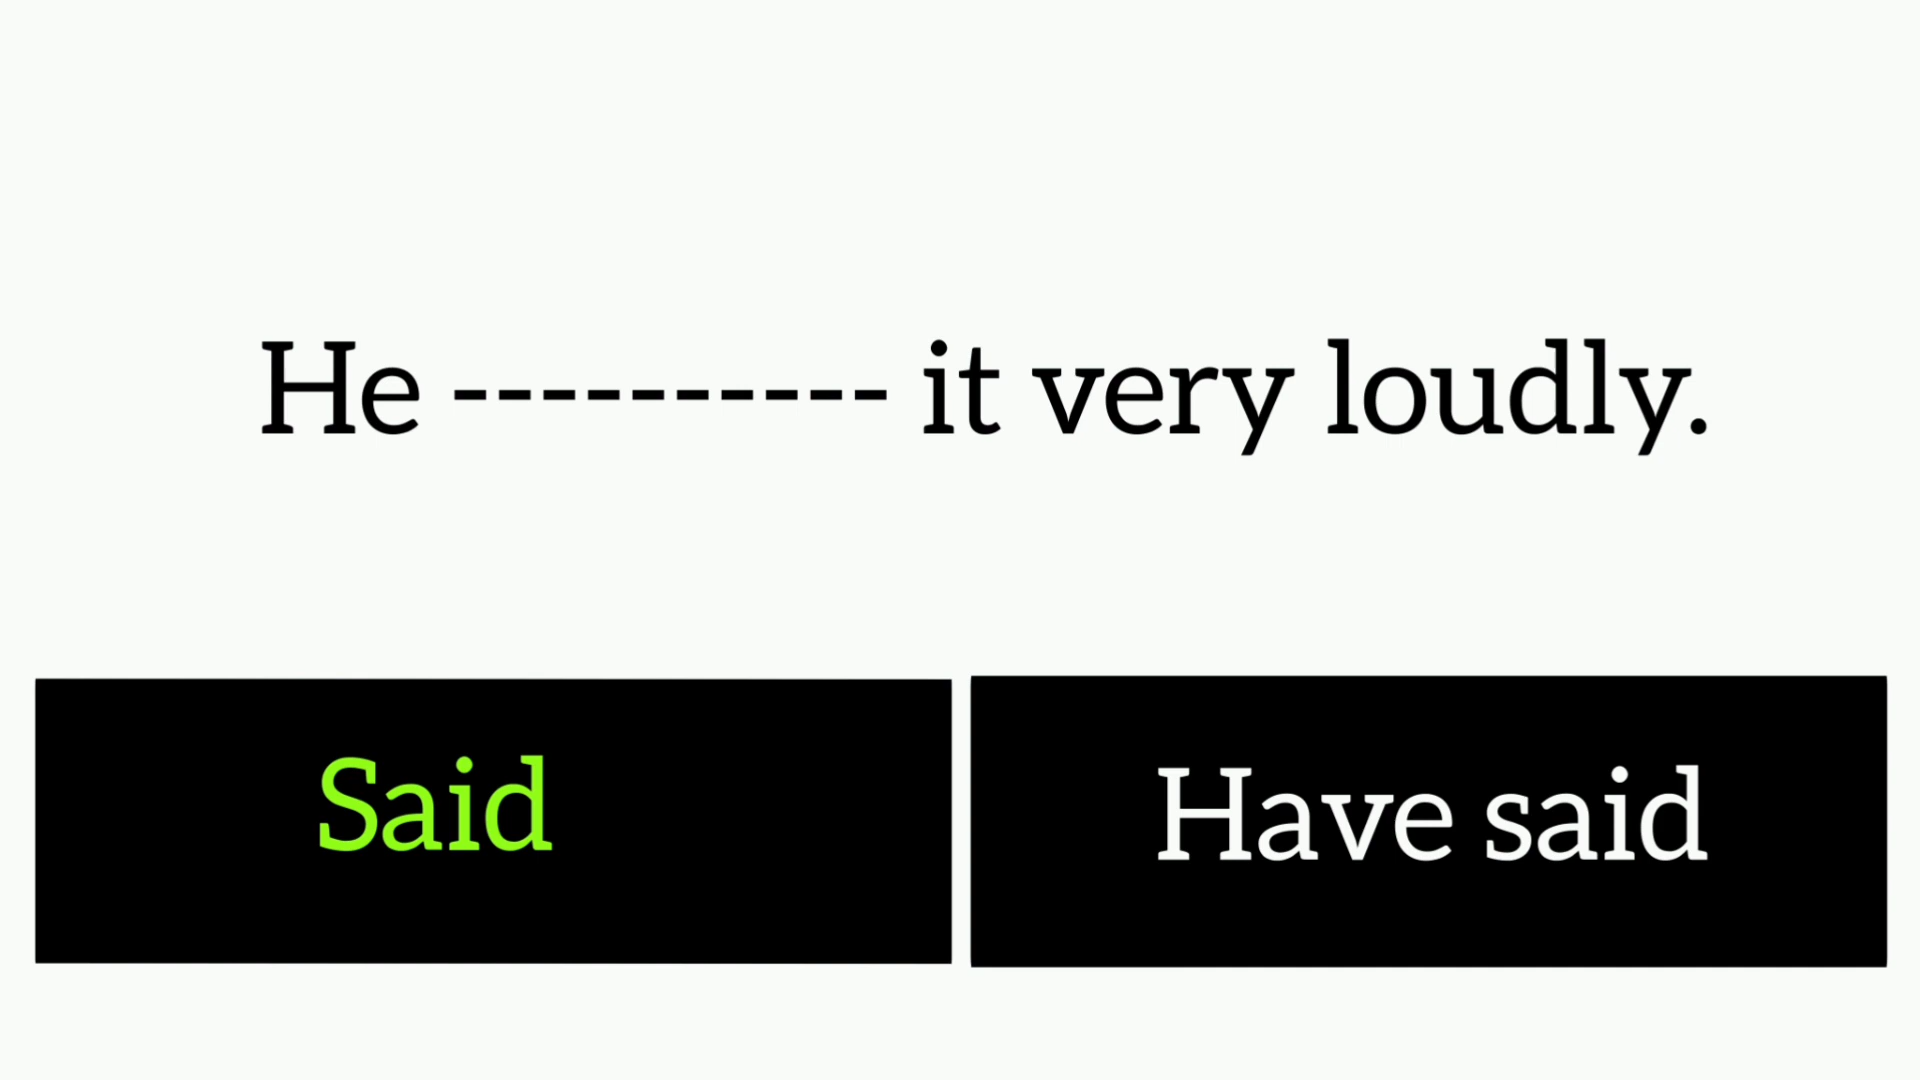 He ---------- it very loudly.
Said
Have said